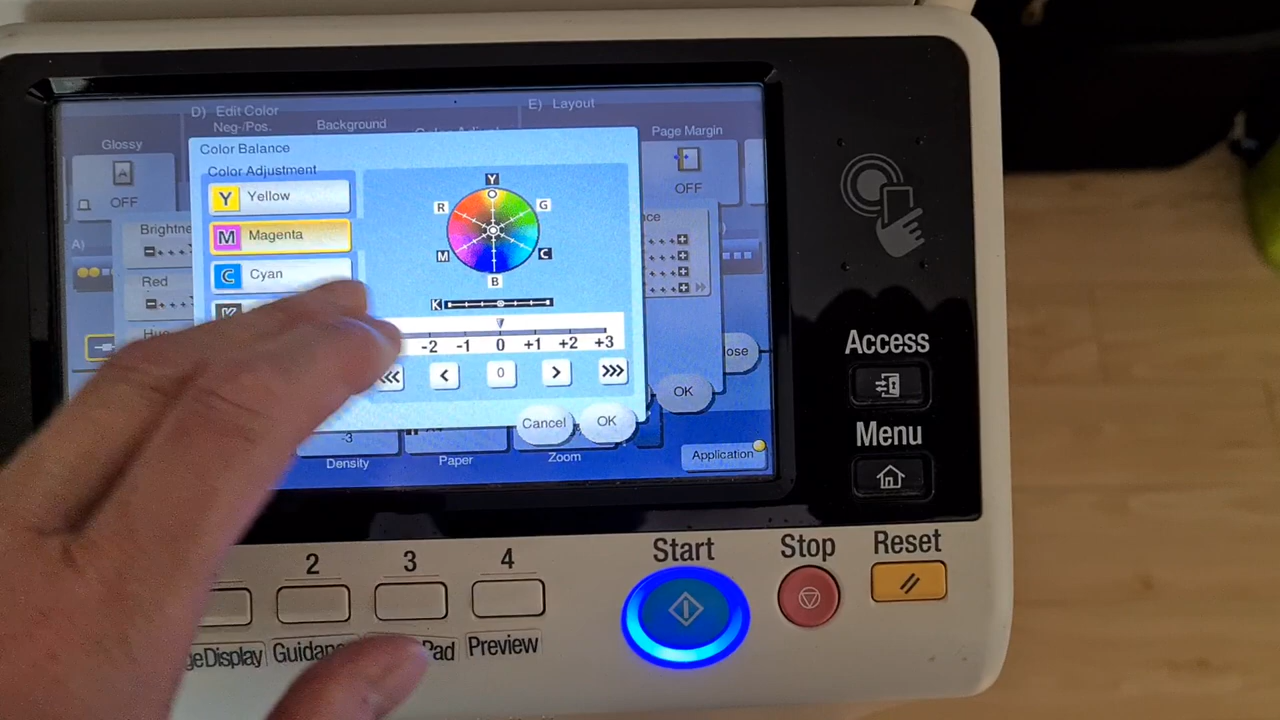 D) Edit Color
E) Layout
Neg-/Pos.
Background
Glossy
OFF
Page Margin
OFF
Color Balance
Color Adjustment
Y Yellow
M Magenta
C Cyan
A)
Red
Y
R
G
M
C
B
K
-2 -1 0 +1 +2 +3
< 0 > >>>
Cancel
OK
OK
-3
Density
Paper
Zoom
Application
Access
Menu
2
3
4
Guidance
Pad
Preview
Start
Stop
Reset